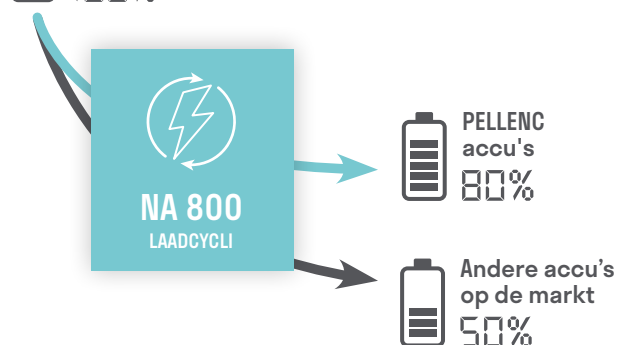 NA 800
LAADCYCLI
PELLENC
accu's
80%
Andere accu’s
op de markt
50%